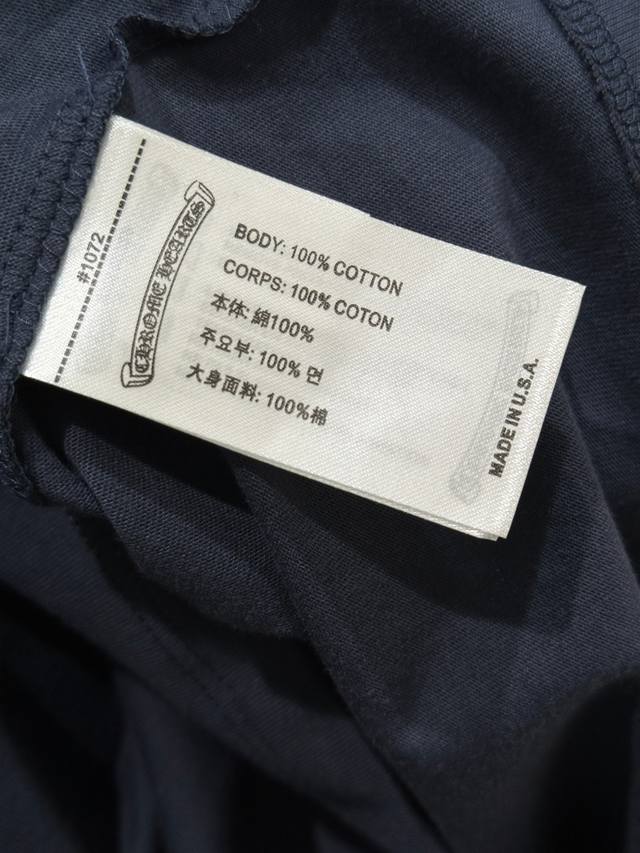 #1072
CHROME HEARTS
BODY: 100% COTTON
CORPS: 100% COTON
本体: 綿100%
주요부: 100% 면
大身面料: 100%棉
MADE IN U.S.A.